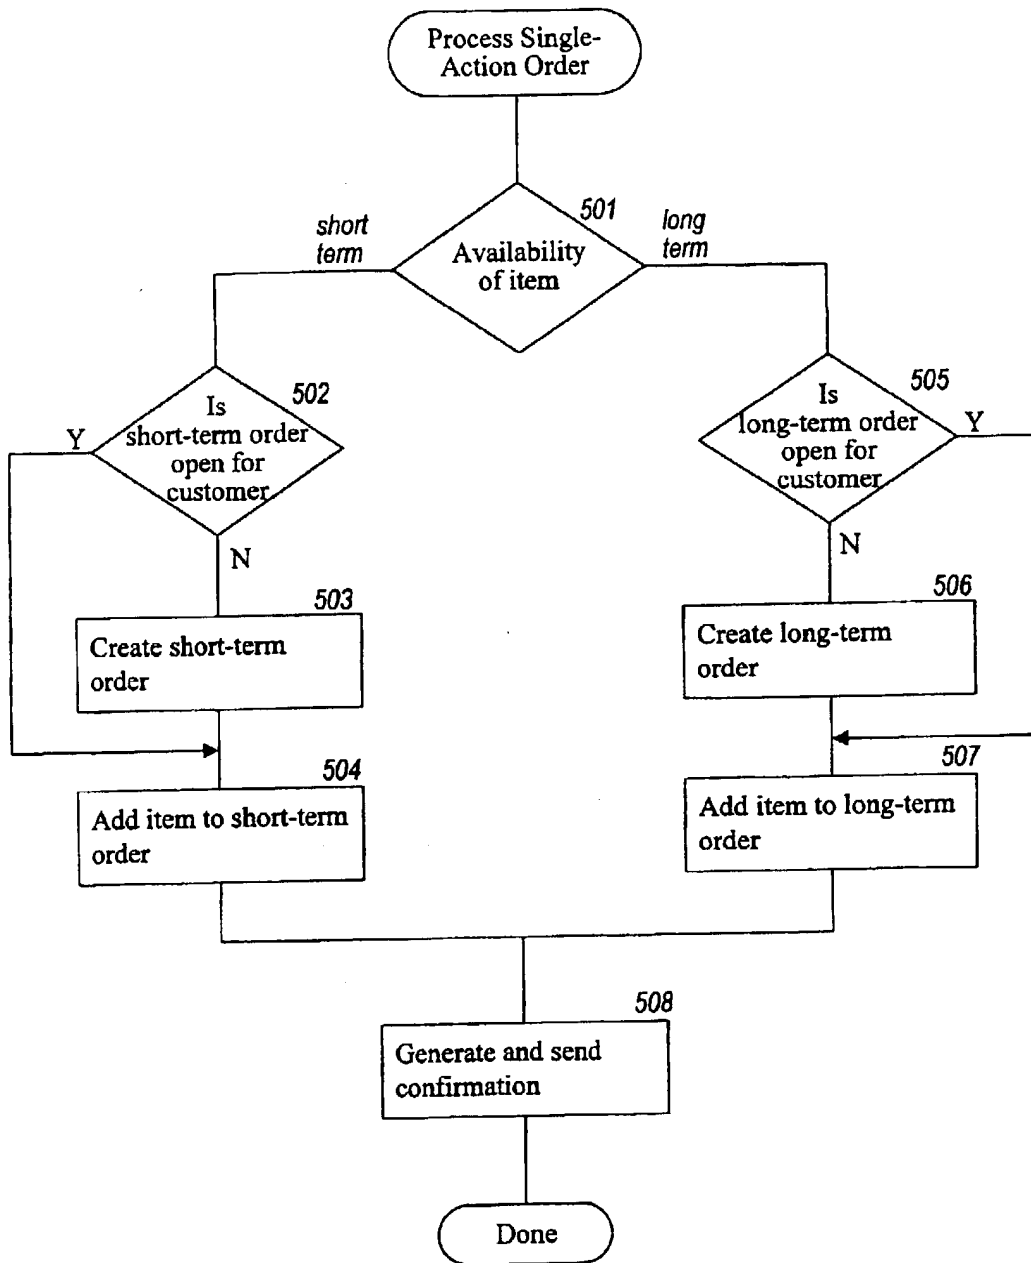 Process Single-
Action Order
501
short
term
long
term
Availability
of item
502
505
Y
Is
short-term order
open for
customer
Is
long-term order
open for
customer
Y
N
N
503
506
Create short-term
order
Create long-term
order
504
507
Add item to short-term
order
Add item to long-term
order
508
Generate and send
confirmation
Done